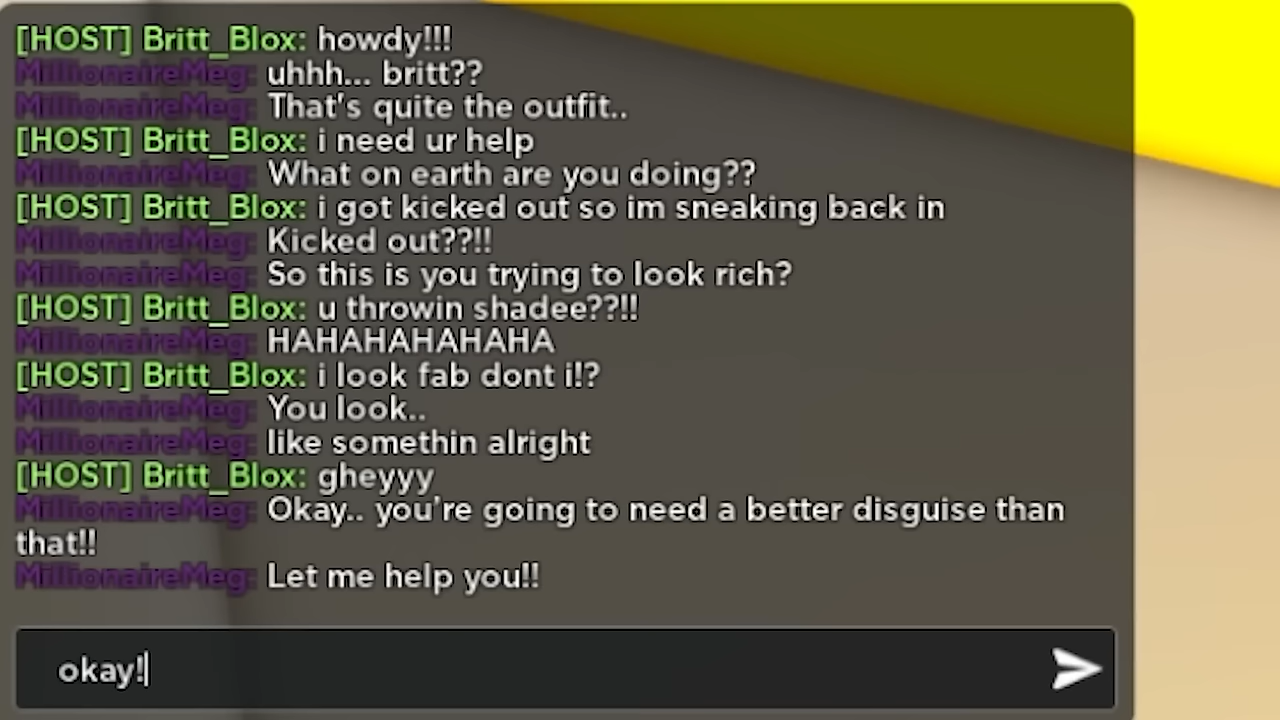 [HOST] Britt_Blox: howdy!!!
MillionaireMeg: uhhh... britt??
MillionaireMeg: That's quite the outfit..
[HOST] Britt_Blox: i need ur help
MillionaireMeg: What on earth are you doing??
[HOST] Britt_Blox: i got kicked out so im sneaking back in
MillionaireMeg: Kicked out??!!
MillionaireMeg: So this is you trying to look rich?
[HOST] Britt_Blox: u throwin shadee??!!
MillionaireMeg: HAHAHAHAHAHA
[HOST] Britt_Blox: i look fab dont i!?
MillionaireMeg: You look..
MillionaireMeg: like somethin alright
[HOST] Britt_Blox: gheyyy
MillionaireMeg: Okay.. you're going to need a better disguise than
that!!
MillionaireMeg: Let me help you!!
okay!